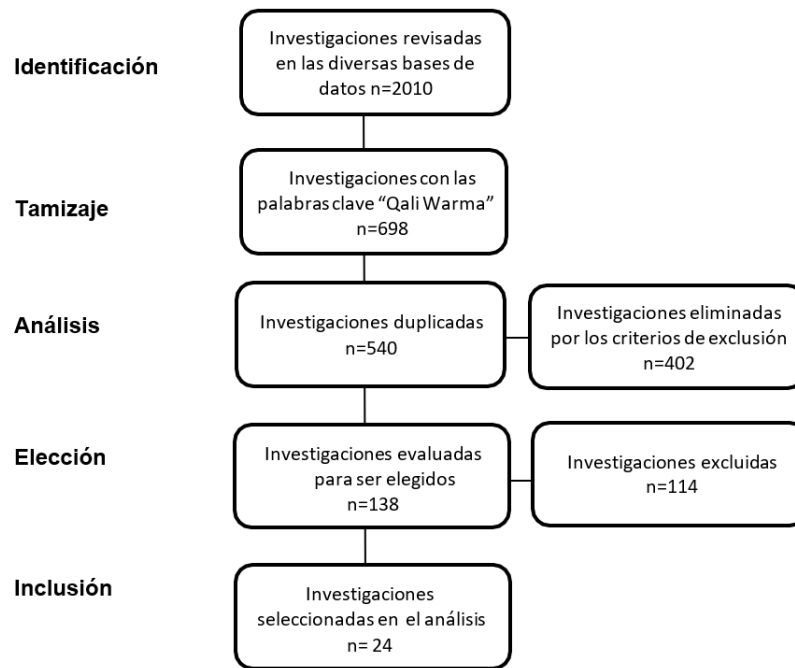 Identificación
Investigaciones revisadas
en las diversas bases de
datos n=2010
Tamizaje
Investigaciones con las
palabras clave “Qali Warma”
n=698
Análisis
Investigaciones duplicadas
n=540
Investigaciones eliminadas
por los criterios de exclusión
n=402
Elección
Investigaciones evaluadas
para ser elegidos
n=138
Investigaciones excluidas
n=114
Inclusión
Investigaciones
seleccionadas en el análisis
n= 24